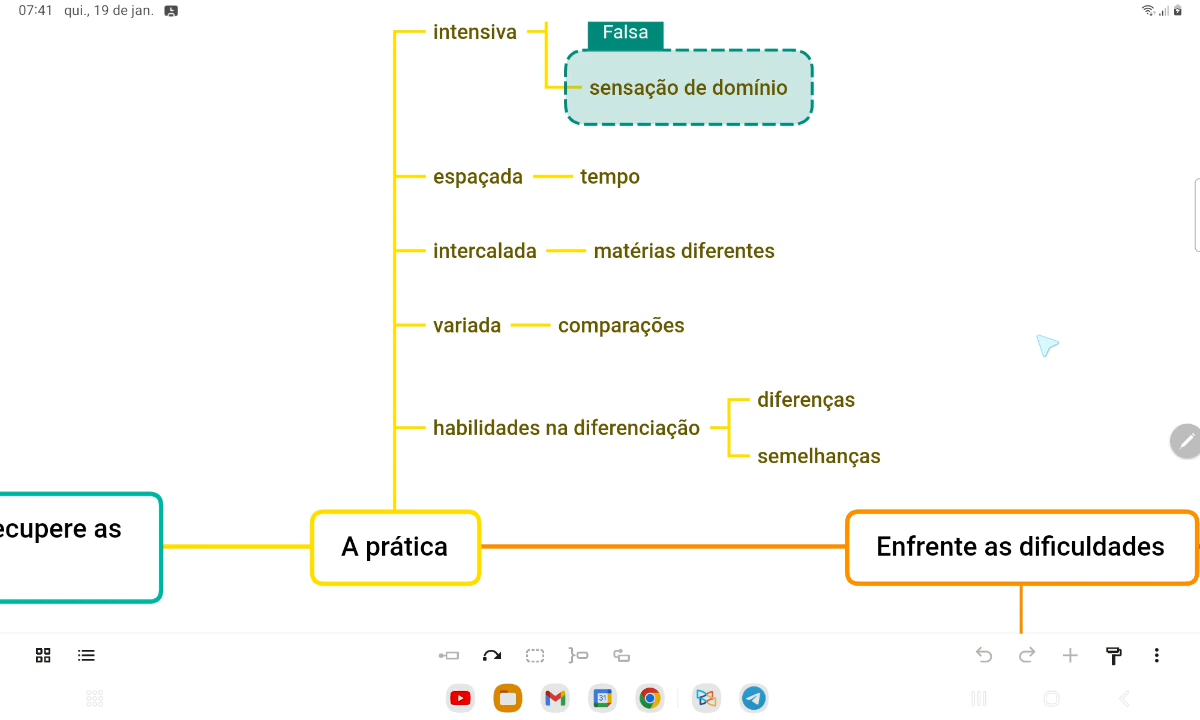 07:41 qui., 19 de jan.
intensiva
Falsa
sensação de domínio
espaçada
tempo
intercalada
matérias diferentes
variada
comparações
habilidades na diferenciação
diferenças
semelhanças
ecupere as
A prática
Enfrente as dificuldades
31